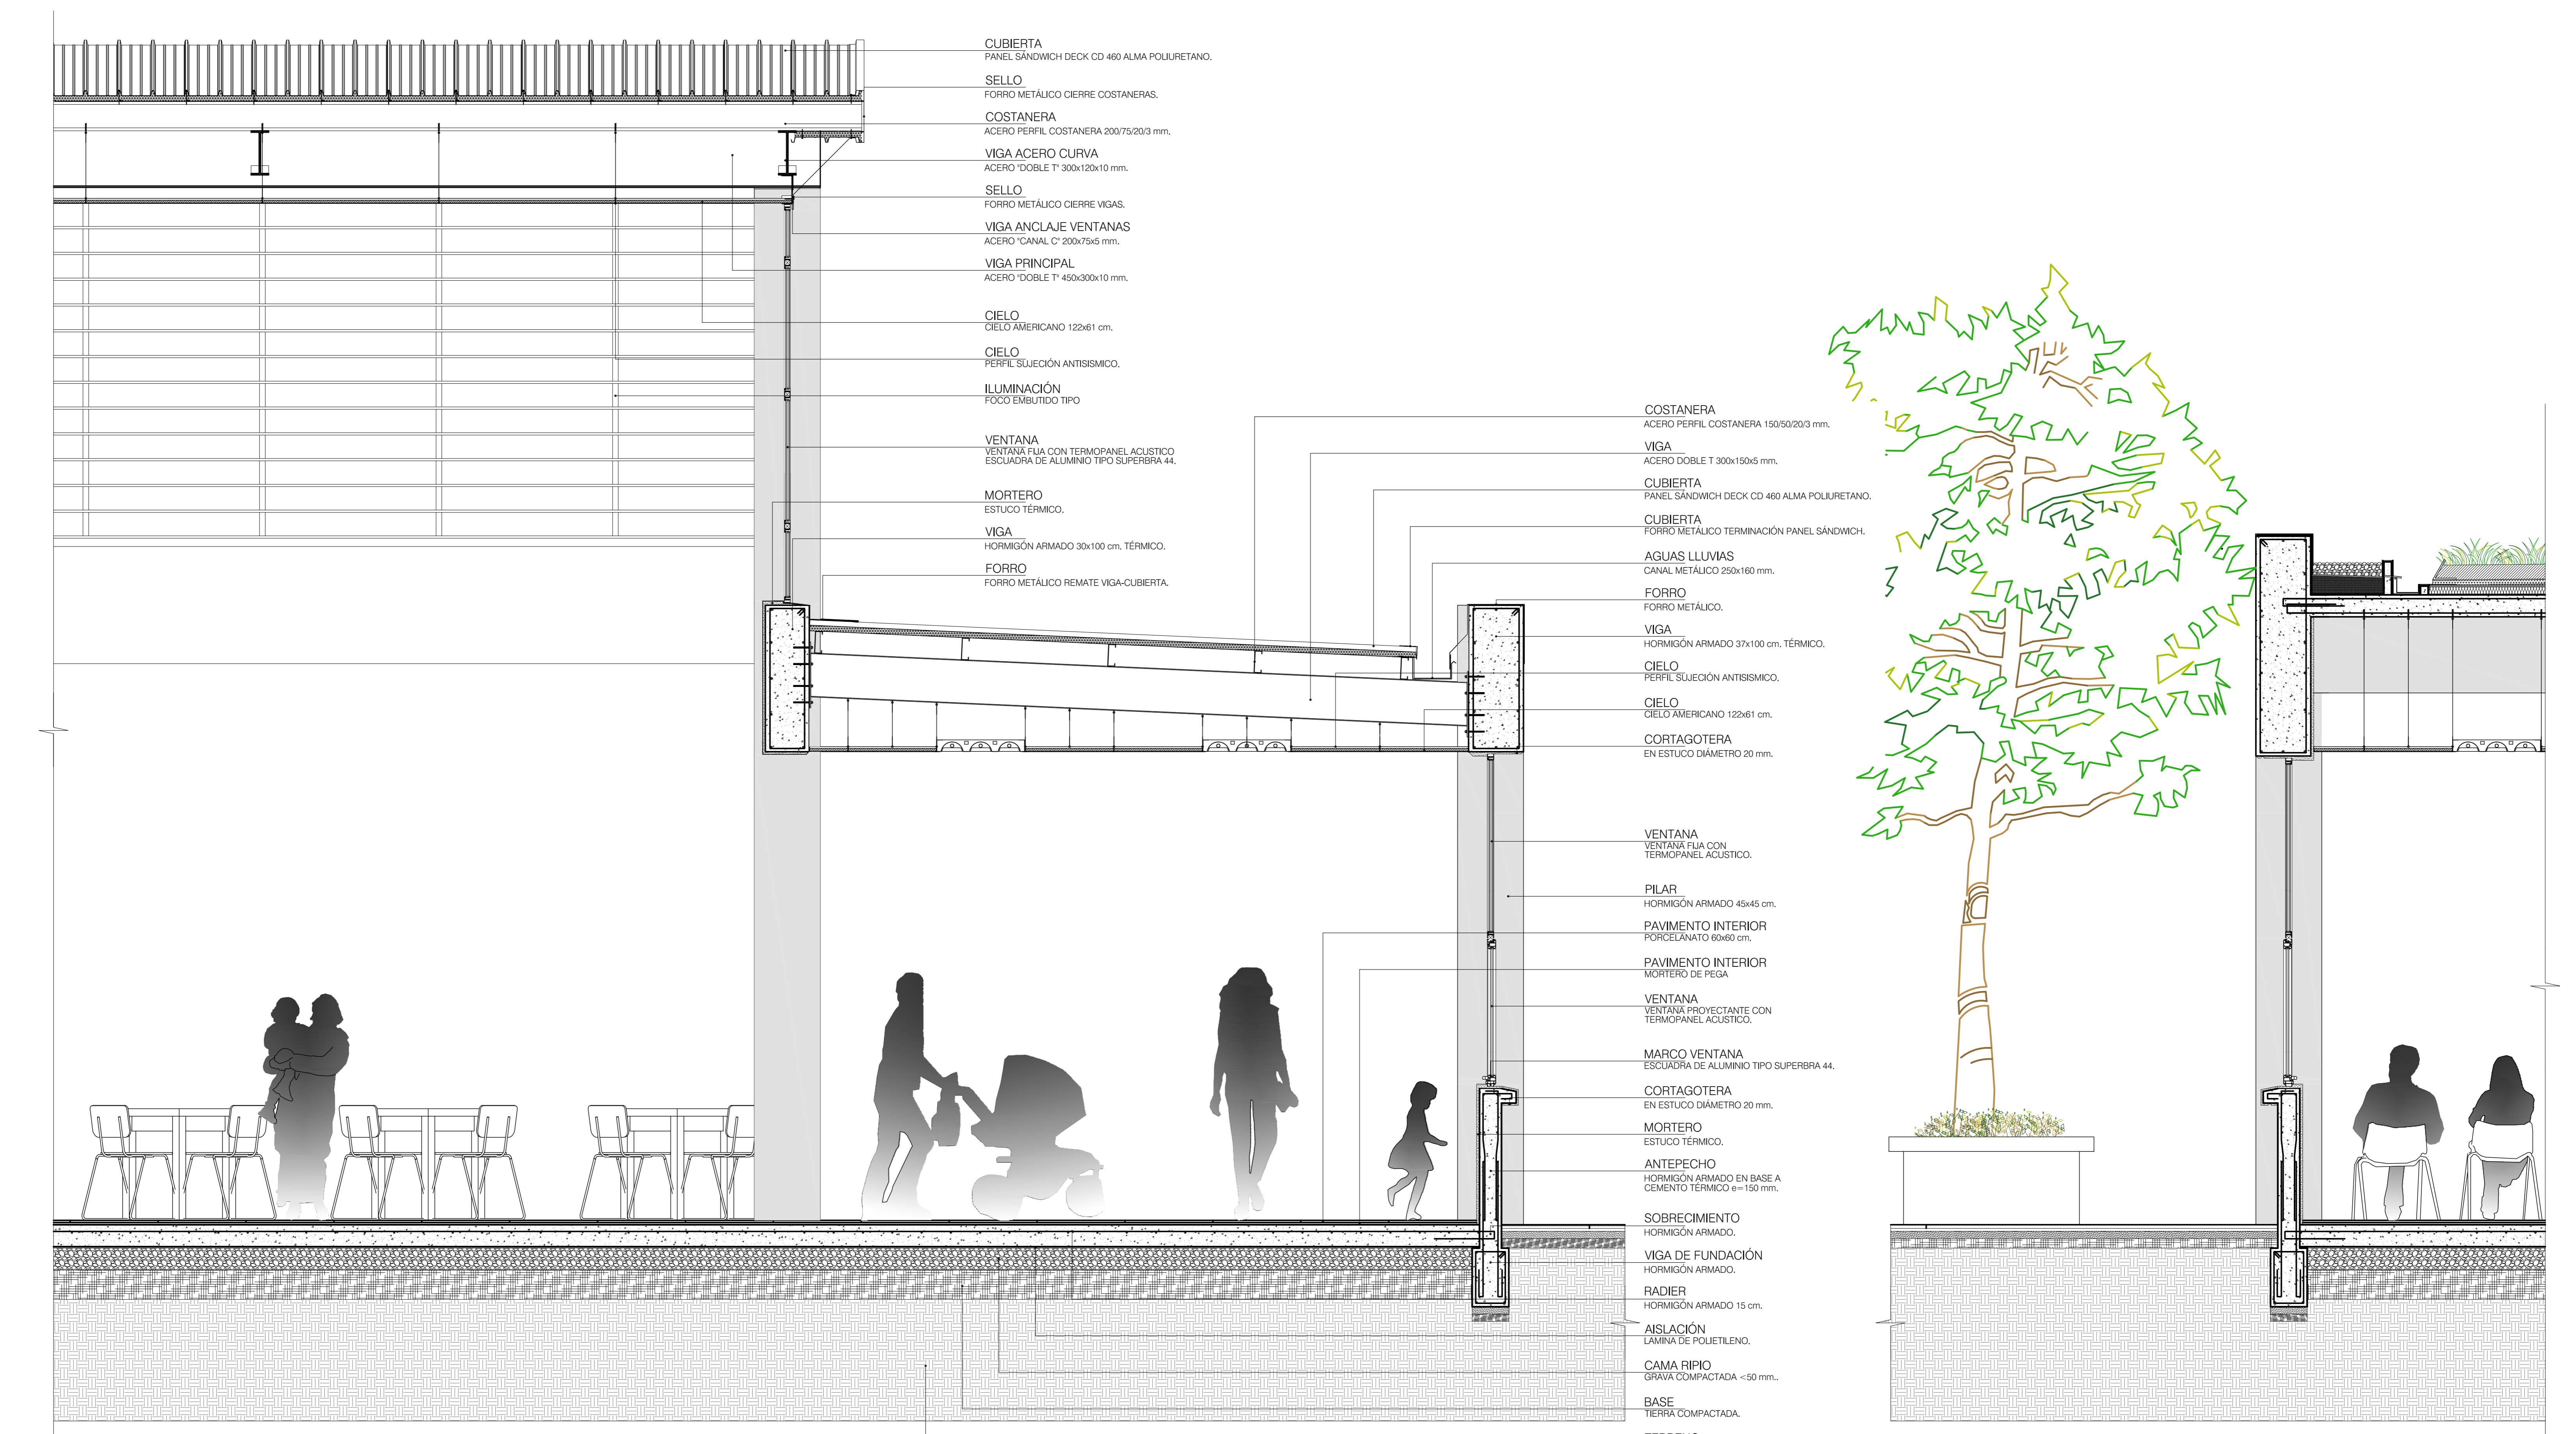 CUBIERTA
PANEL SÁNDWICH DECK CD 460 ALMA POLIURETANO.
SELLO
FORRO METÁLICO CIERRE COSTANERAS.
COSTANERA
ACERO PERFIL COSTANERA 200/75/20/3 mm.
VIGA ACERO CURVA
ACERO "DOBLE T" 300x120x10 mm.
SELLO
FORRO METÁLICO CIERRE VIGAS.
VIGA ANCLAJE VENTANAS
ACERO "CANAL C" 200x75x5 mm.
VIGA PRINCIPAL
ACERO "DOBLE T" 450x300x10 mm.
CIELO
CIELO AMERICANO 122x61 cm.
CIELO
PERFIL SUJECIÓN ANTISISMICO.
ILUMINACIÓN
FOCO EMBUTIDO TIPO
VENTANA
VENTANA FIJA CON TERMOPANEL ACUSTICO
ESCUADRA DE ALUMINIO TIPO SUPERBRA 44.
MORTERO
ESTUCO TÉRMICO.
VIGA
HORMIGÓN ARMADO 30x100 cm. TÉRMICO.
FORRO
FORRO METÁLICO REMATE VIGA-CUBIERTA.
COSTANERA
ACERO PERFIL COSTANERA 150/50/20/3 mm.
VIGA
ACERO DOBLE T 300x150x5 mm.
CUBIERTA
PANEL SÁNDWICH DECK CD 460 ALMA POLIURETANO.
CUBIERTA
FORRO METÁLICO TERMINACIÓN PANEL SÁNDWICH.
AGUAS LLUVIAS
CANAL METÁLICO 250x160 mm.
FORRO
FORRO METÁLICO.
VIGA
HORMIGÓN ARMADO 37x100 cm. TÉRMICO.
CIELO
PERFIL SUJECIÓN ANTISISMICO.
CIELO
CIELO AMERICANO 122x61 cm.
CORTAGOTERA
EN ESTUCO DIÁMETRO 20 mm.
VENTANA
VENTANA FIJA CON
TERMOPANEL ACUSTICO.
PILAR
HORMIGÓN ARMADO 45x45 cm.
PAVIMENTO INTERIOR
PORCELANATO 60x60 cm.
PAVIMENTO INTERIOR
MORTERO DE PEGA
VENTANA
VENTANA PROYECTANTE CON
TERMOPANEL ACUSTICO.
MARCO VENTANA
ESCUADRA DE ALUMINIO TIPO SUPERBRA 44.
CORTAGOTERA
EN ESTUCO DIÁMETRO 20 mm.
MORTERO
ESTUCO TÉRMICO.
ANTEPECHO
HORMIGÓN ARMADO EN BASE A
CEMENTO TÉRMICO e=150 mm.
SOBRECIMIENTO
HORMIGÓN ARMADO.
VIGA DE FUNDACIÓN
HORMIGÓN ARMADO.
RADIER
HORMIGÓN ARMADO 15 cm.
AISLACIÓN
LAMINA DE POLIETILENO.
CAMA RIPIO
GRAVA COMPACTADA <50 mm..
BASE
TIERRA COMPACTADA.